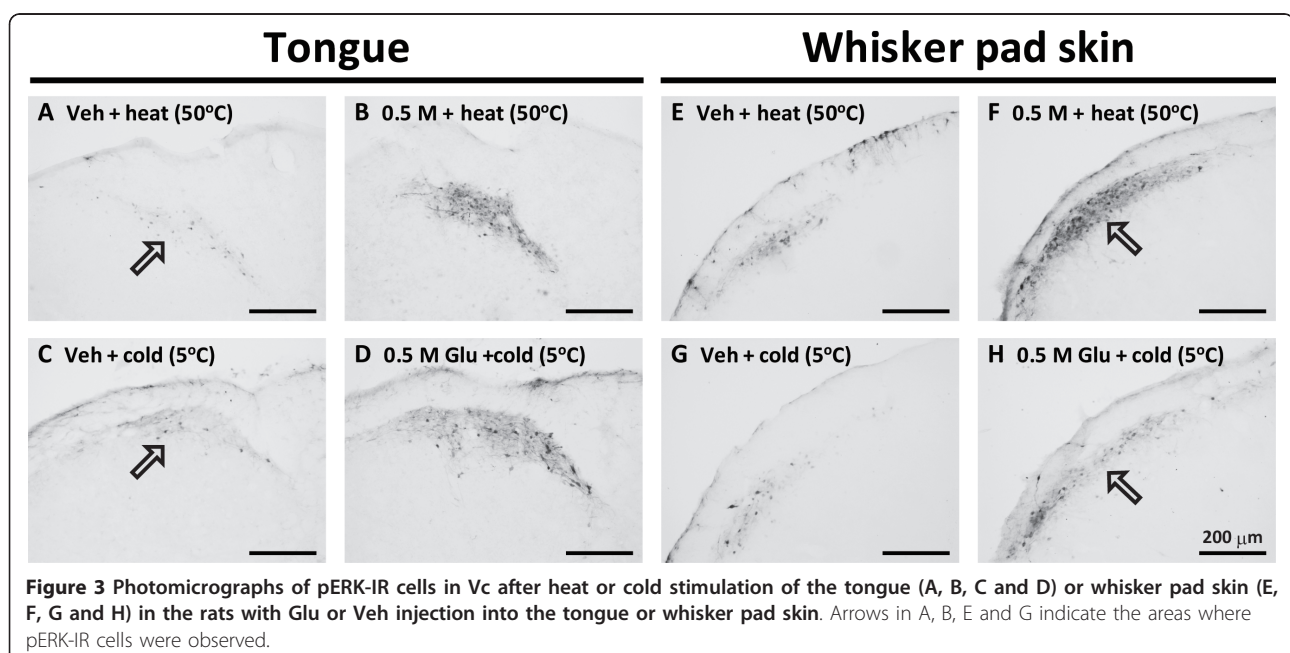 Tongue
Whisker pad skin
A Veh + heat (50ºC)
B 0.5 M + heat (50ºC)
E Veh + heat (50ºC)
F 0.5 M + heat (50ºC)
C Veh + cold (5ºC)
D 0.5 M Glu +cold (5ºC)
G Veh + cold (5ºC)
H 0.5 M Glu + cold (5ºC)
200 μm
Figure 3 Photomicrographs of pERK-IR cells in Vc after heat or cold stimulation of the tongue (A, B, C and D) or whisker pad skin (E,
F, G and H) in the rats with Glu or Veh injection into the tongue or whisker pad skin. Arrows in A, B, E and G indicate the areas where
pERK-IR cells were observed.